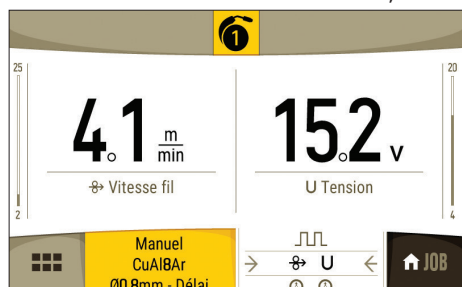 1
25
20
4.1 m/min
15.2 V
Vitesse fil
U Tension
2
4
Manuel
CuAl8Ar
Ø0.8mm - Délai
U
JOB